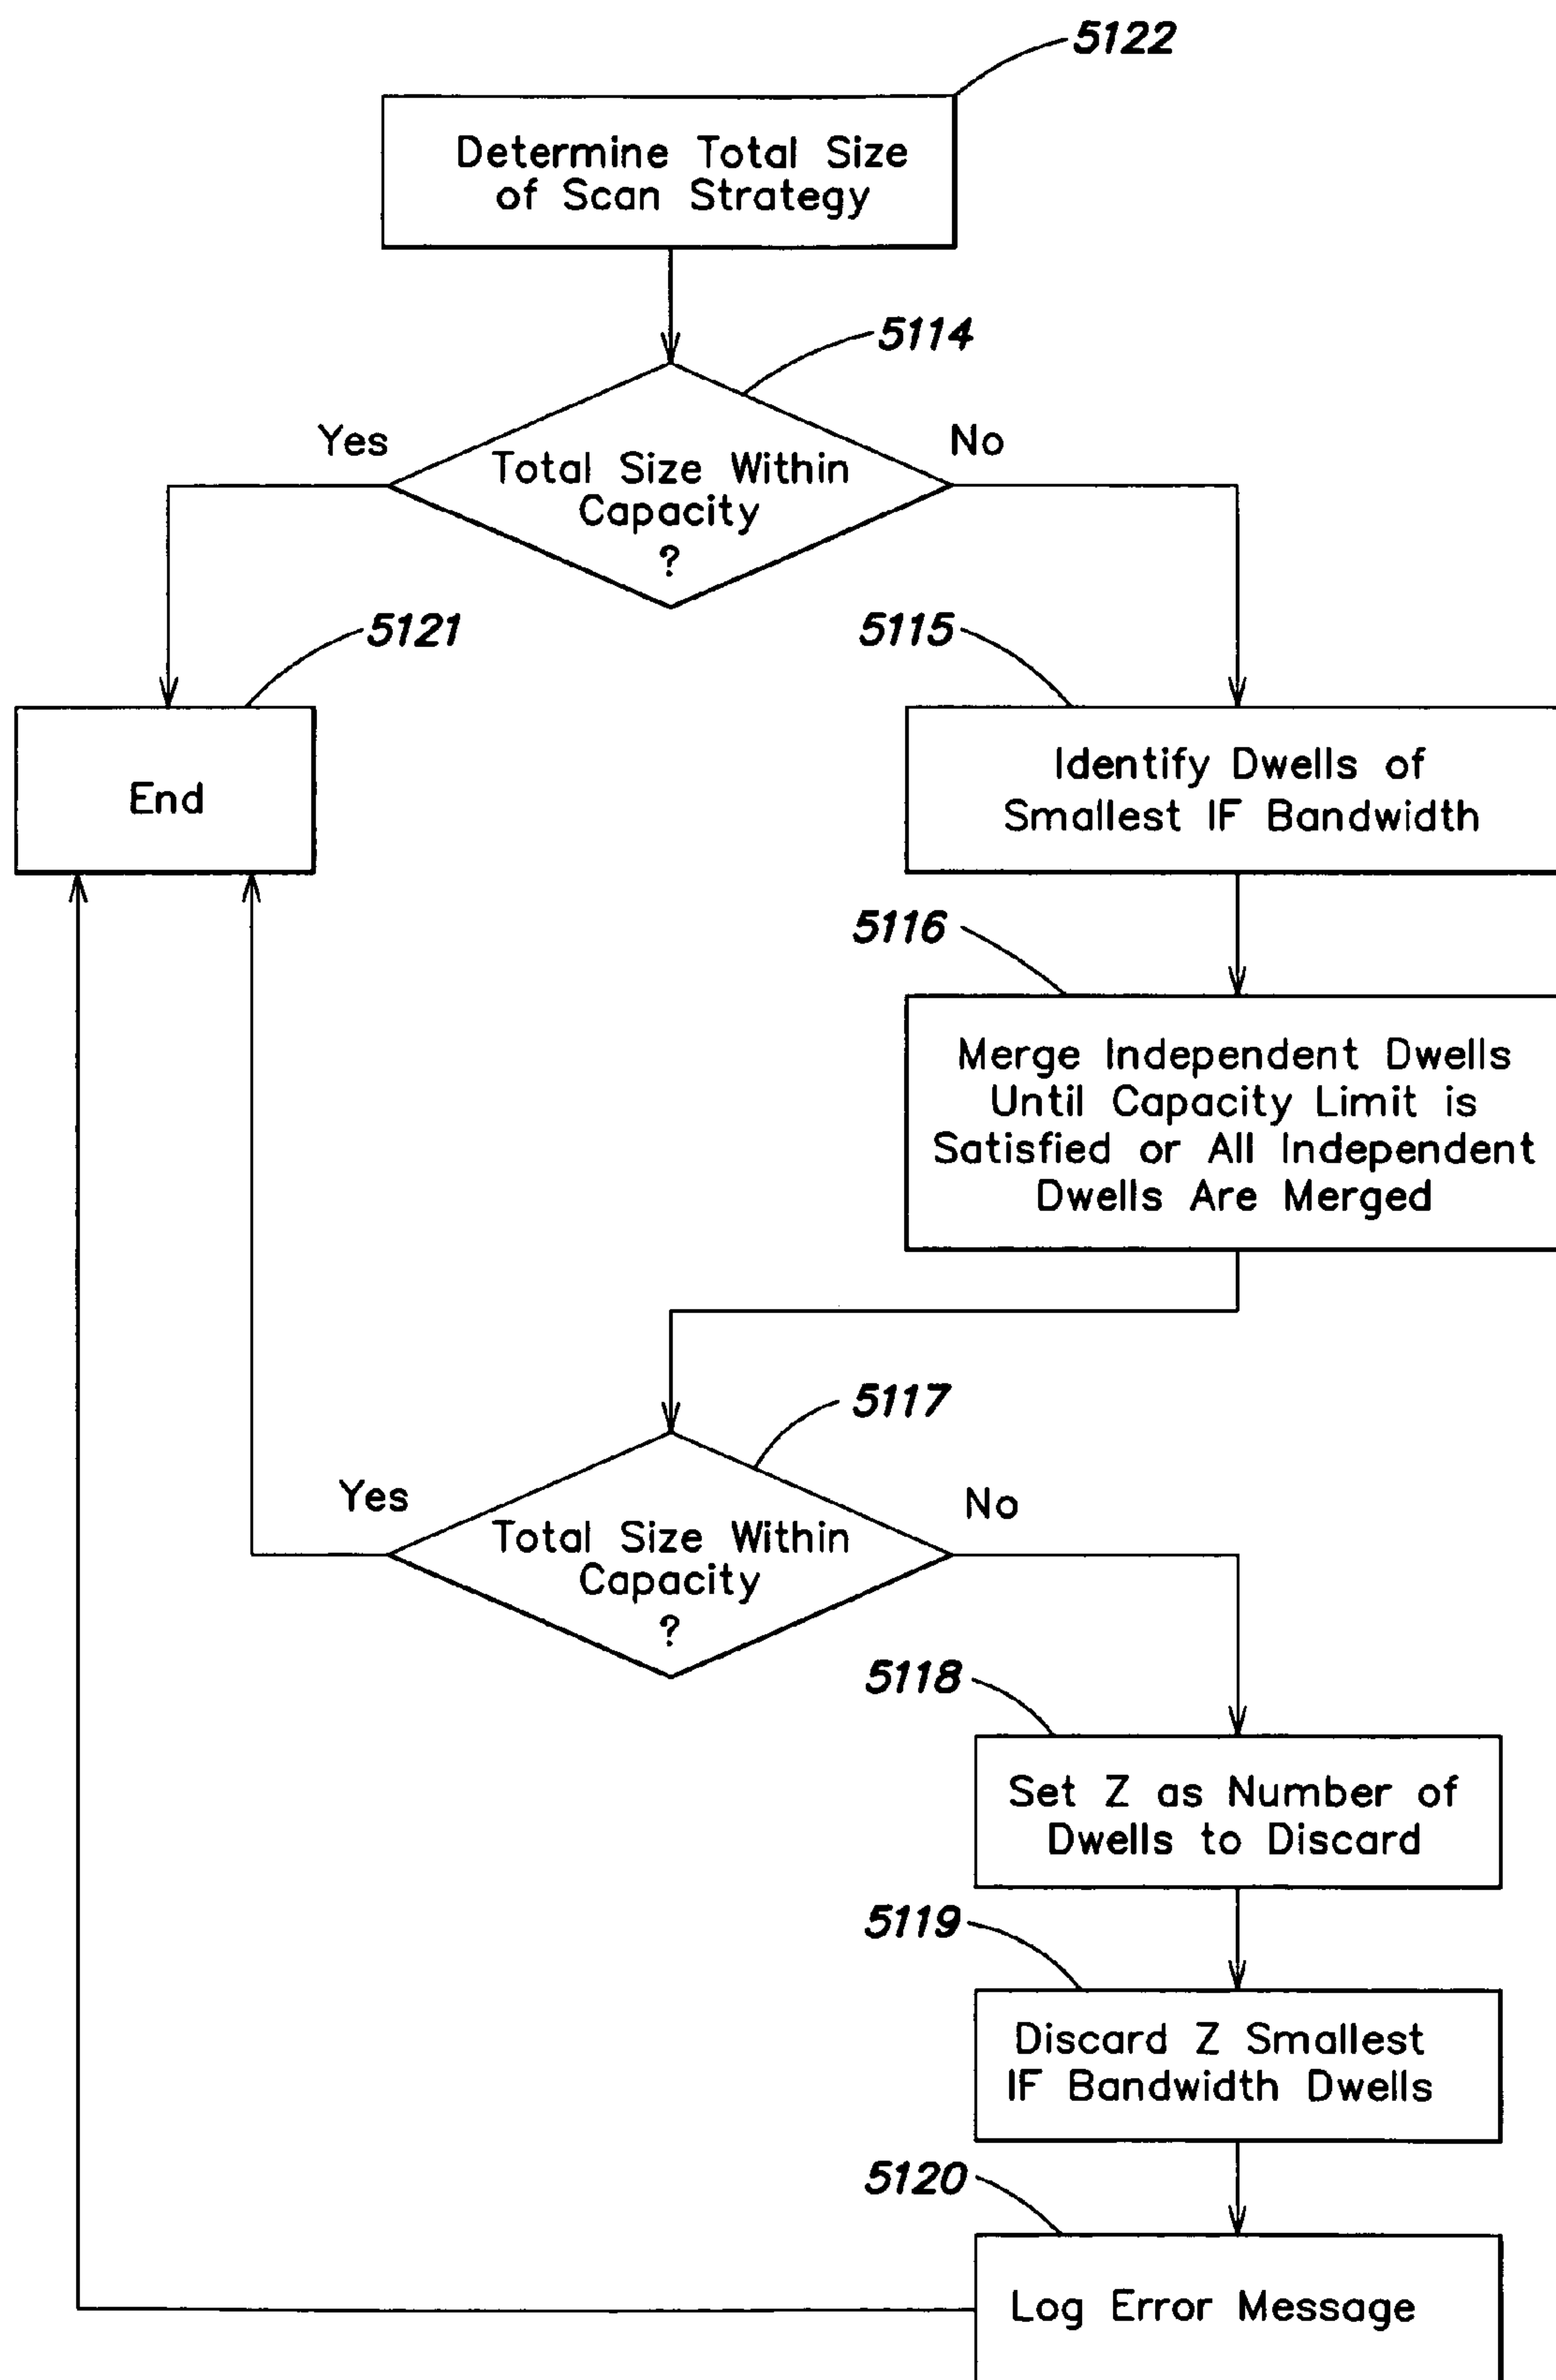 5122
Determine Total Size
of Scan Strategy
5114
Yes
No
Total Size Within
Capacity
?
5121
5115
End
Identify Dwells of
Smallest IF Bandwidth
5116
Merge Independent Dwells
Until Capacity Limit is
Satisfied or All Independent
Dwells Are Merged
5117
Yes
No
Total Size Within
Capacity
?
5118
Set Z as Number of
Dwells to Discard
5119
Discard Z Smallest
IF Bandwidth Dwells
5120
Log Error Message